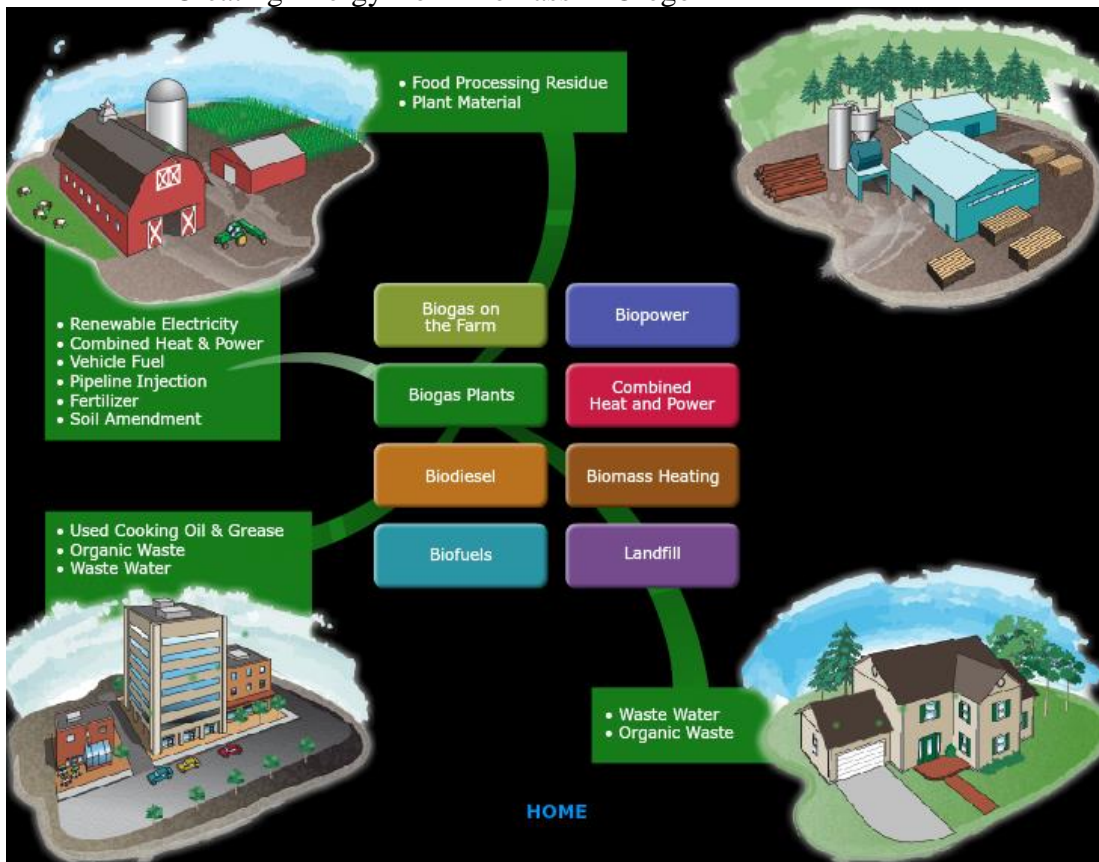 • Food Processing Residue
• Plant Material
Biogas on
the Farm
Biopower
• Renewable Electricity
• Combined Heat & Power
• Vehicle Fuel
• Pipeline Injection
• Fertilizer
• Soil Amendment
Biogas Plants
Combined
Heat and Power
Biodiesel
Biomass Heating
• Used Cooking Oil & Grease
• Organic Waste
• Waste Water
Biofuels
Landfill
• Waste Water
• Organic Waste
HOME